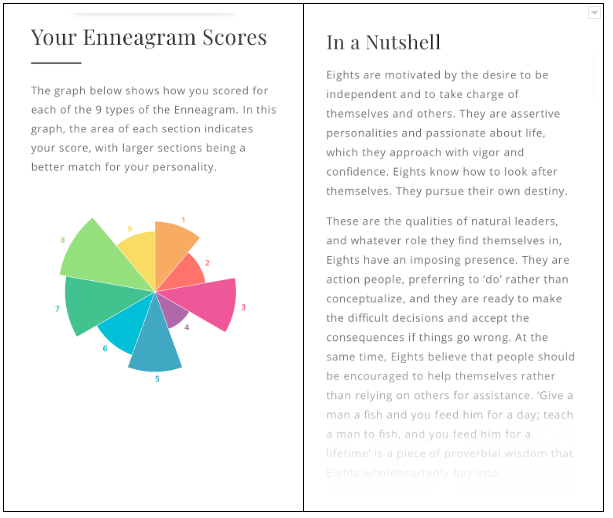 Your Enneagram Scores
The graph below shows how you scored for
each of the 9 types of the Enneagram. In this
graph, the area of each section indicates
your score, with larger sections being a
better match for your personality.
1
2
3
4
5
6
7
8
9
In a Nutshell
Eights are motivated by the desire to be
independent and to take charge of
themselves and others. They are assertive
personalities and passionate about life,
which they approach with vigor and
confidence. Eights know how to look after
themselves. They pursue their own destiny.
These are the qualities of natural leaders,
and whatever role they find themselves in,
Eights have an imposing presence. They are
action people, preferring to ‘do’ rather than
conceptualize, and they are ready to make
the difficult decisions and accept the
consequences if things go wrong. At the
same time, Eights believe that people should
be encouraged to help themselves rather
than relying on others for assistance. ‘Give a
man a fish and you feed him for a day; teach
a man to fish, and you feed him for a
lifetime’ is a piece of proverbial wisdom that
Eights wholeheartedly buy into.